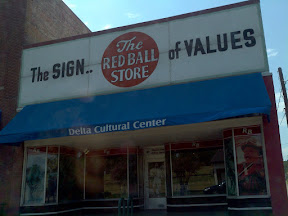 The SIGN.. The RED BALL STORE of VALUES
Delta Cultural Center